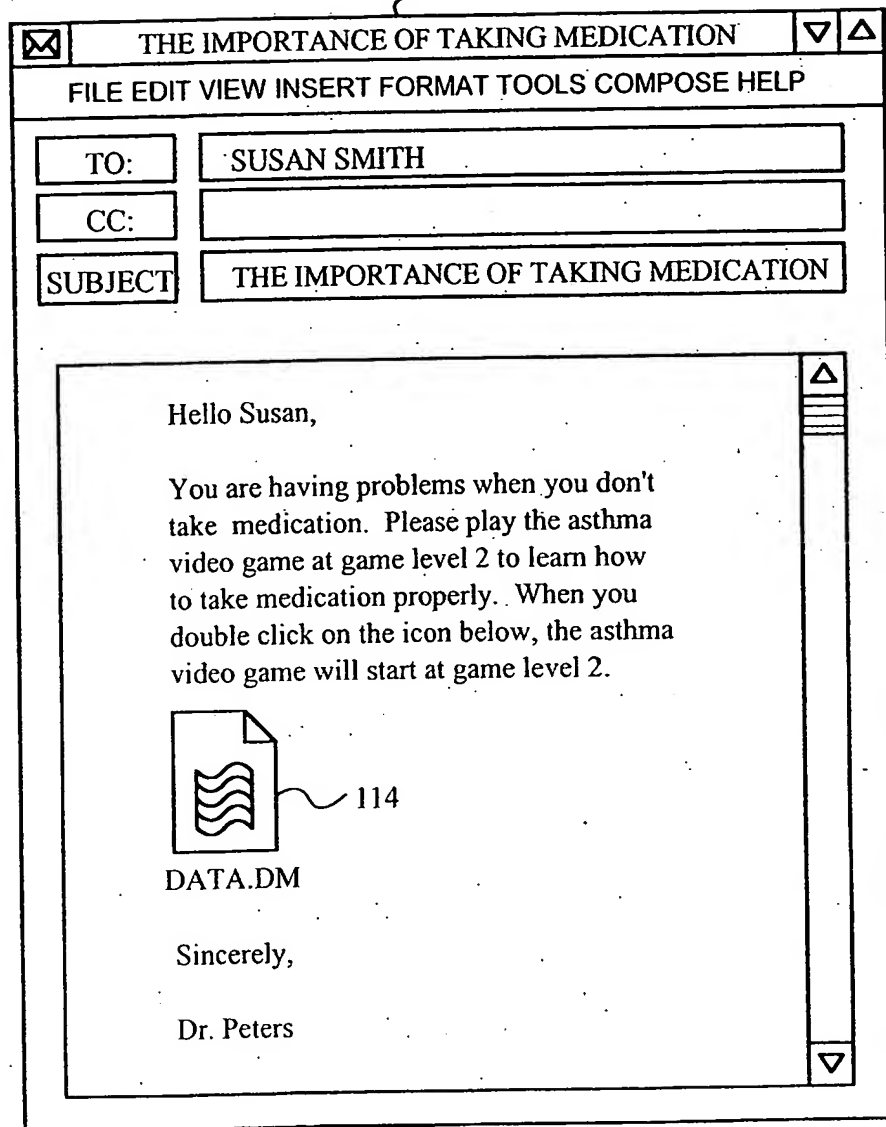 THE IMPORTANCE OF TAKING MEDICATION
FILE EDIT VIEW INSERT FORMAT TOOLS COMPOSE HELP
TO: SUSAN SMITH
CC:
SUBJECT THE IMPORTANCE OF TAKING MEDICATION
Hello Susan,
You are having problems when you don't
take medication. Please play the asthma
video game at game level 2 to learn how
to take medication properly. When you
double click on the icon below, the asthma
video game will start at game level 2.
114
DATA.DM
Sincerely,
Dr. Peters